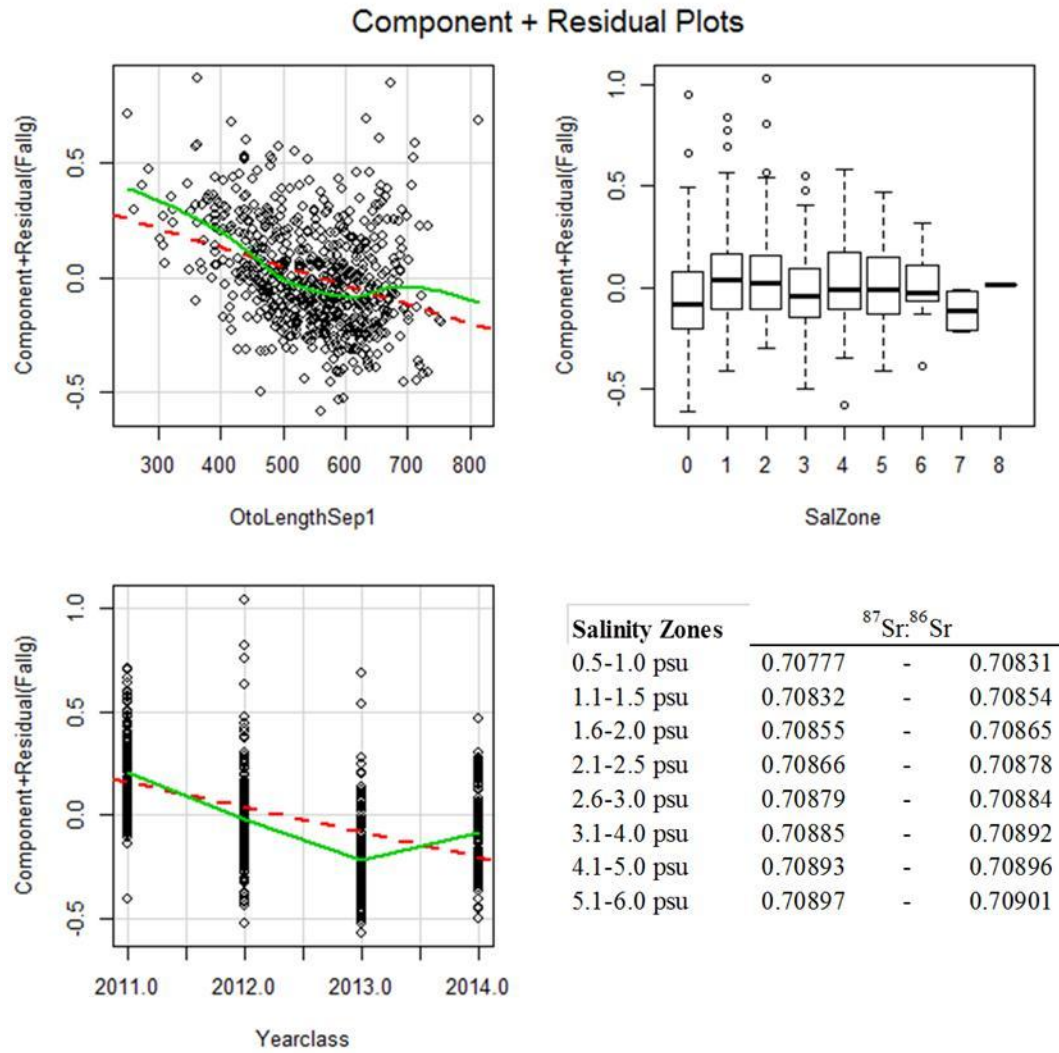 Component + Residual Plots
Component+Residual(Fallg)
0.5
0.0
-0.5
300 400 500 600 700 800
OtoLengthSep1
Component+Residual(Fallg)
1.0
0.5
0.0
-0.5
0 1 2 3 4 5 6 7 8
SalZone
Component+Residual(Fallg)
1.0
0.5
0.0
-0.5
2011.0 2012.0 2013.0 2014.0
Yearclass
Salinity Zones ⁸⁷Sr:⁸⁶Sr
0.5-1.0 psu 0.70777 - 0.70831
1.1-1.5 psu 0.70832 - 0.70854
1.6-2.0 psu 0.70855 - 0.70865
2.1-2.5 psu 0.70866 - 0.70878
2.6-3.0 psu 0.70879 - 0.70884
3.1-4.0 psu 0.70885 - 0.70892
4.1-5.0 psu 0.70893 - 0.70896
5.1-6.0 psu 0.70897 - 0.70901